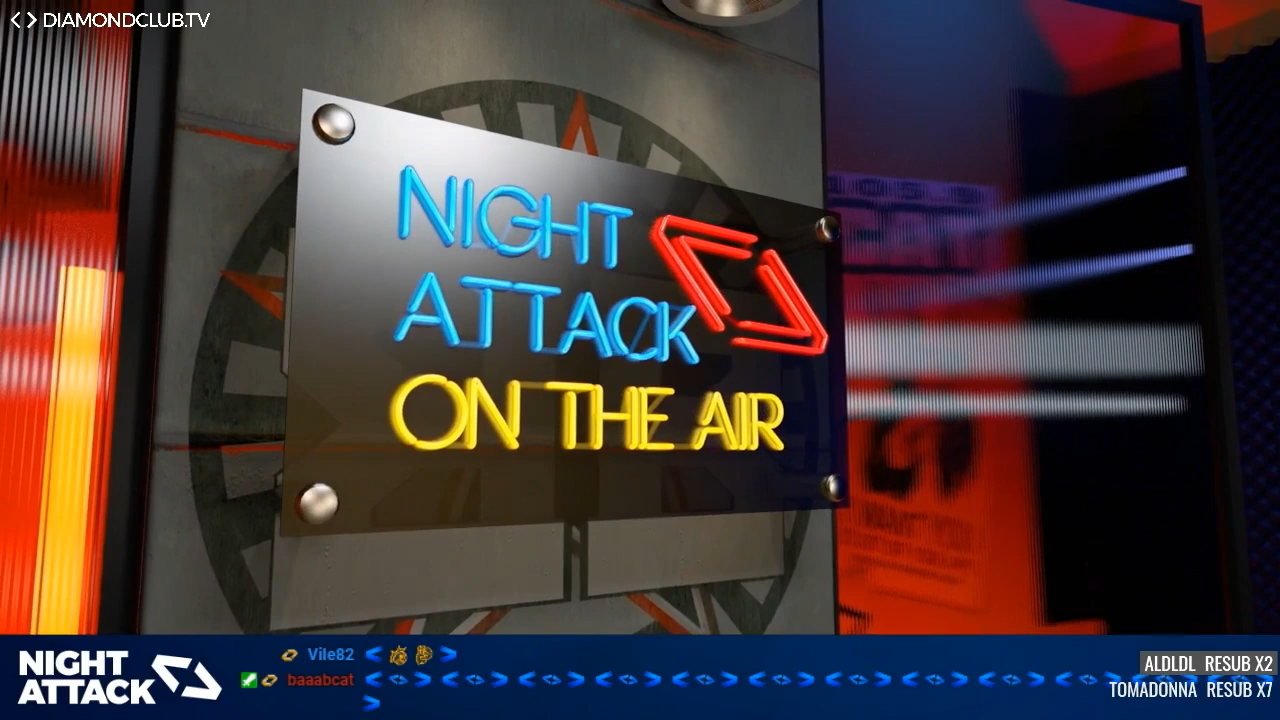 <> DIAMONDCLUB.TV
NIGHT
ATTACK
ON THE AIR
NIGHT
ATTACK
Vile82
baaabcat
ALDLDL RESUB X2
TOMADONNA RESUB X7